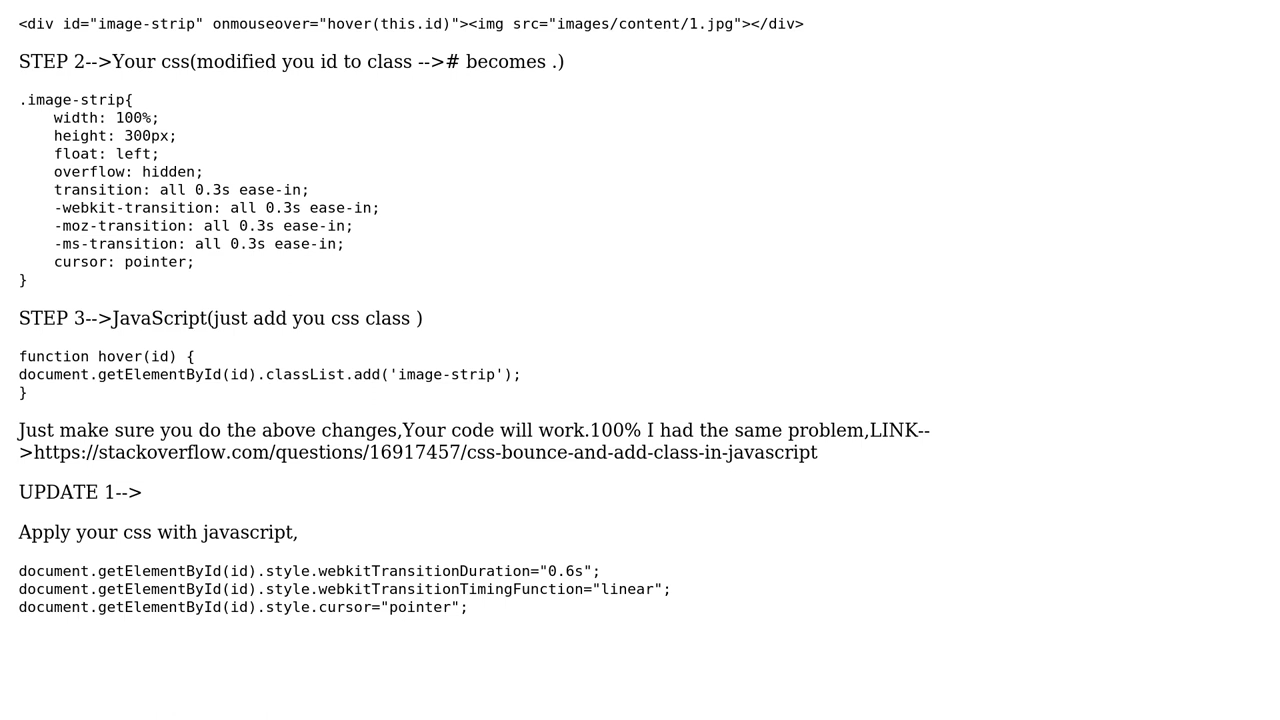 <div id="image-strip" onmouseover="hover(this.id)"><img src="images/content/1.jpg"></div>
STEP 2-->Your css(modified you id to class --># becomes .)
.image-strip{
    width: 100%;
    height: 300px;
    float: left;
    overflow: hidden;
    transition: all 0.3s ease-in;
    -webkit-transition: all 0.3s ease-in;
    -moz-transition: all 0.3s ease-in;
    -ms-transition: all 0.3s ease-in;
    cursor: pointer;
}
STEP 3-->JavaScript(just add you css class )
function hover(id) {
document.getElementById(id).classList.add('image-strip');
}
Just make sure you do the above changes,Your code will work.100% I had the same problem,LINK--
>https://stackoverflow.com/questions/16917457/css-bounce-and-add-class-in-javascript
UPDATE 1-->
Apply your css with javascript,
document.getElementById(id).style.webkitTransitionDuration="0.6s";
document.getElementById(id).style.webkitTransitionTimingFunction="linear";
document.getElementById(id).style.cursor="pointer";